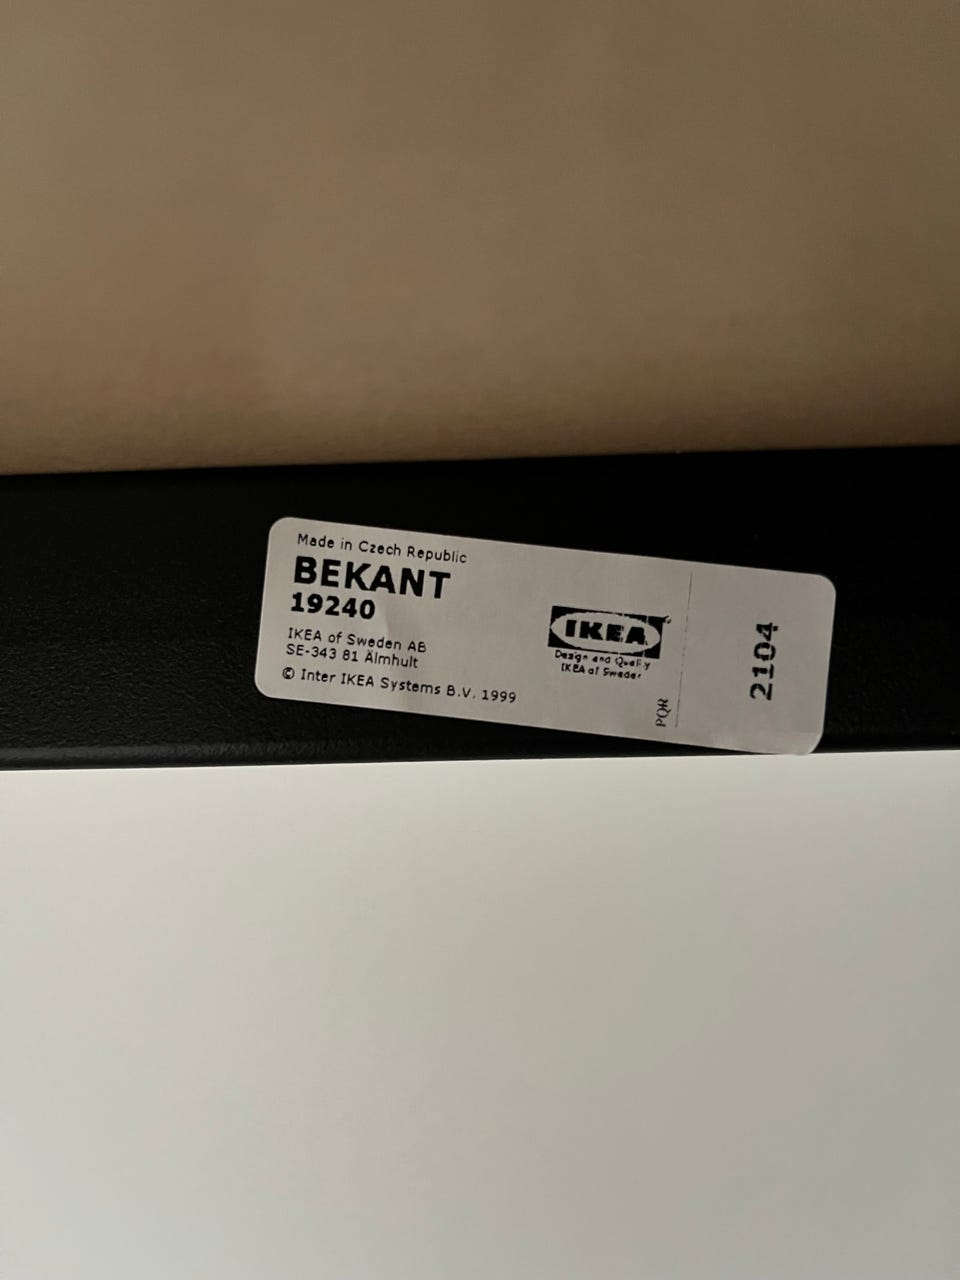 Made in Czech Republic
BEKANT
19240
IKEA of Sweden AB
SE-343 81 Älmhult
© Inter IKEA Systems B.V. 1999
IKEA
Design and Quality
IKEA of Sweden
PQR
2104